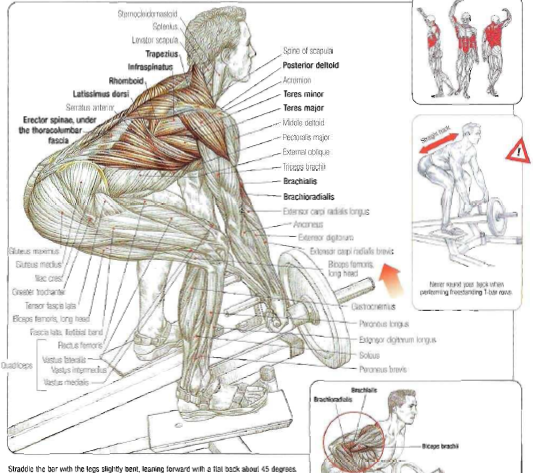 Sternocleidomastoid
Splenius
Levator scapula
Trapezius
Infraspinatus
Rhomboid
Latissimus dorsi
Serratus anterior
Erector spinae, under
the thoracolumbar
fascia
Spine of scapula
Posterior deltoid
Acromion
Teres minor
Teres major
Middle deltoid
Pectoralis major
External oblique
Triceps brachii
Brachialis
Brachioradialis
Extensor carpi radialis longus
Anconeus
Extensor digitorum
Extensor carpi radialis brevis
Biceps femoris,
long head
Gastrocnemius
Peroneus longus
Extensor digitorum longus
Soleus
Peroneus brevis
Gluteus maximus
Gluteus medius
Iliac crest
Greater trochanter
Tensor fascia lata
Biceps femoris, long head
Fascia lata, iliotibial band
Rectus femoris
Quadriceps
Vastus lateralis
Vastus intermedius
Vastus medialis
Straight back
!
Never round your back when
performing freestanding T-bar rows.
Brachialis
Brachioradialis
Biceps brachii
Straddle the bar with the legs slightly bent, leaning forward with a flat back about 45 degrees.